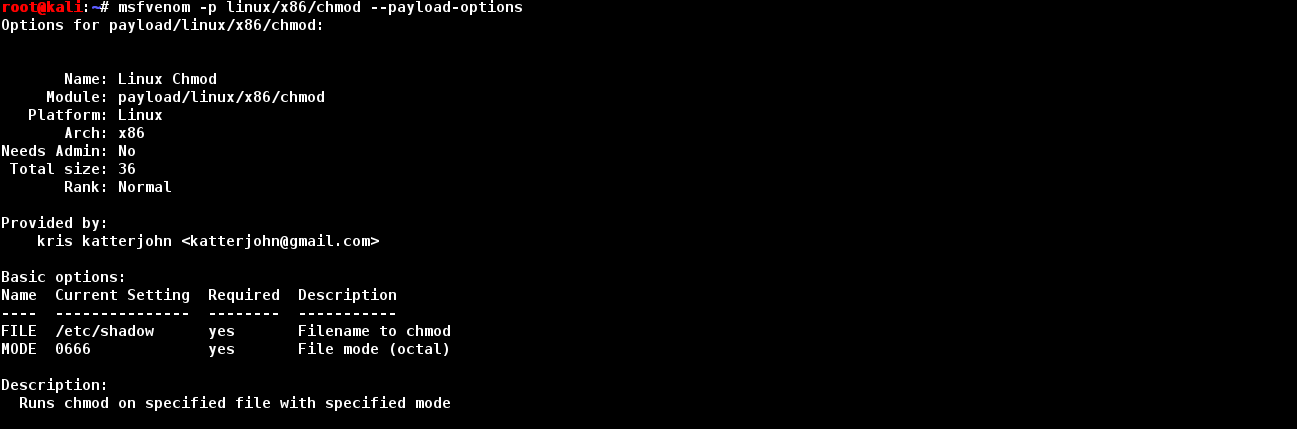 root@kali:~# msfvenom -p linux/x86/chmod --payload-options
Options for payload/linux/x86/chmod:
       Name: Linux Chmod
     Module: payload/linux/x86/chmod
   Platform: Linux
       Arch: x86
Needs Admin: No
 Total size: 36
       Rank: Normal
Provided by:
    kris katterjohn <katterjohn@gmail.com>
Basic options:
Name  Current Setting  Required  Description
----  ---------------  --------  -----------
FILE  /etc/shadow      yes       Filename to chmod
MODE  0666             yes       File mode (octal)
Description:
  Runs chmod on specified file with specified mode